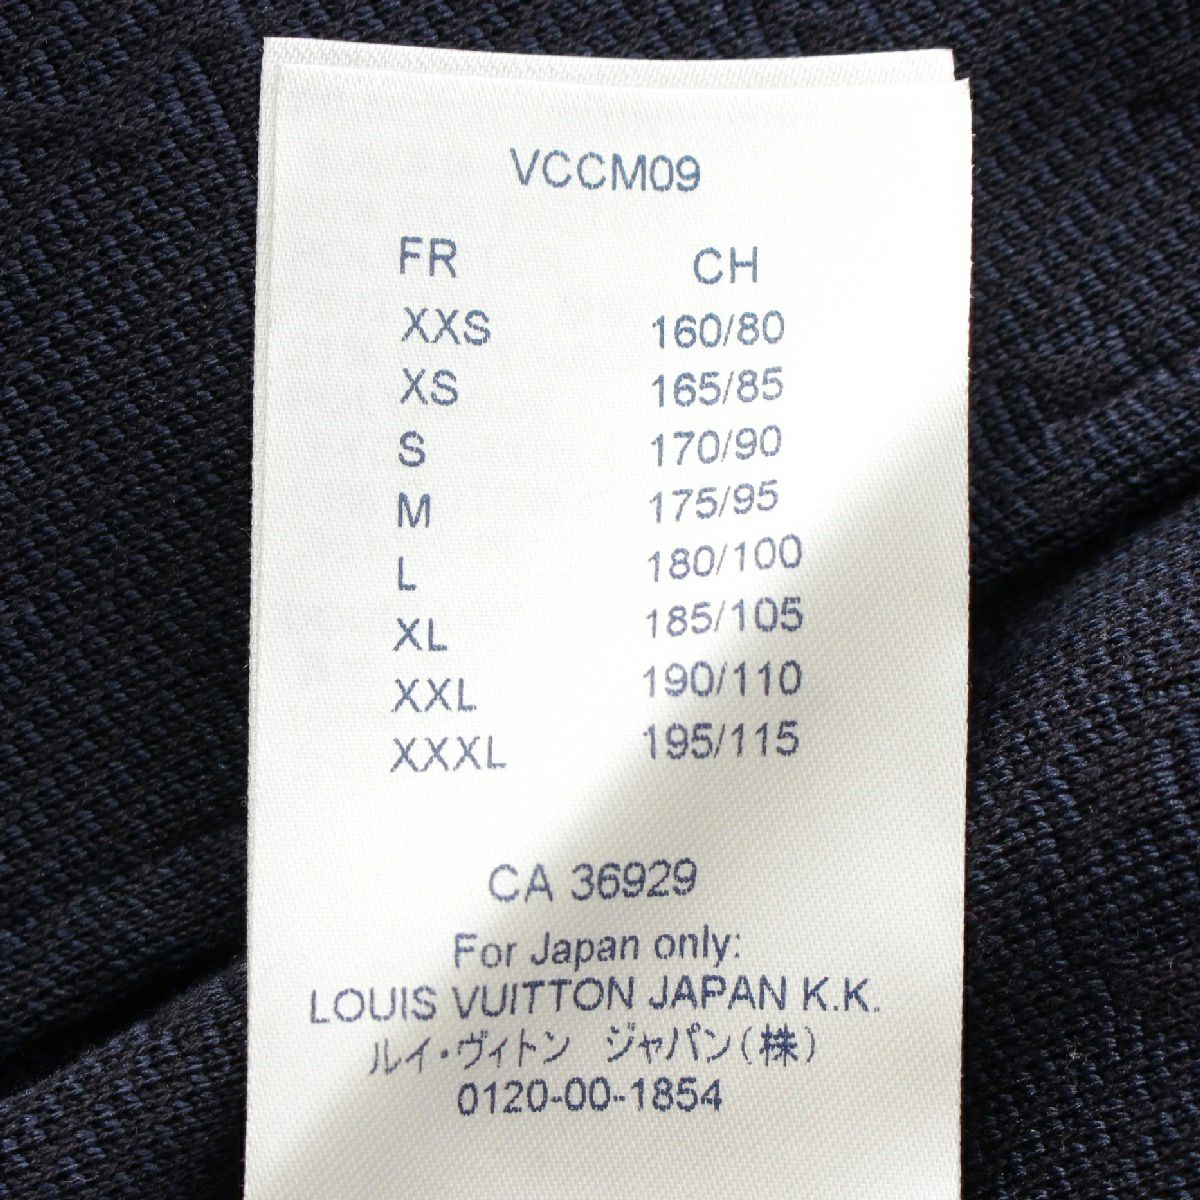 VCCM09
FR CH
XXS 160/80
XS 165/85
S 170/90
M 175/95
L 180/100
XL 185/105
XXL 190/110
XXXL 195/115
CA 36929
For Japan only:
LOUIS VUITTON JAPAN K.K.
ルイ・ヴィトン ジャパン(株)
0120-00-1854